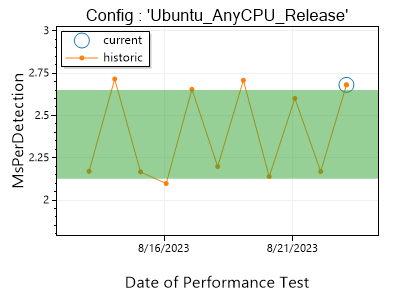 Config : 'Ubuntu_AnyCPU_Release'
3
2.75
2.5
2.25
2
MsPerDetection
current
historic
8/16/2023
8/21/2023
Date of Performance Test